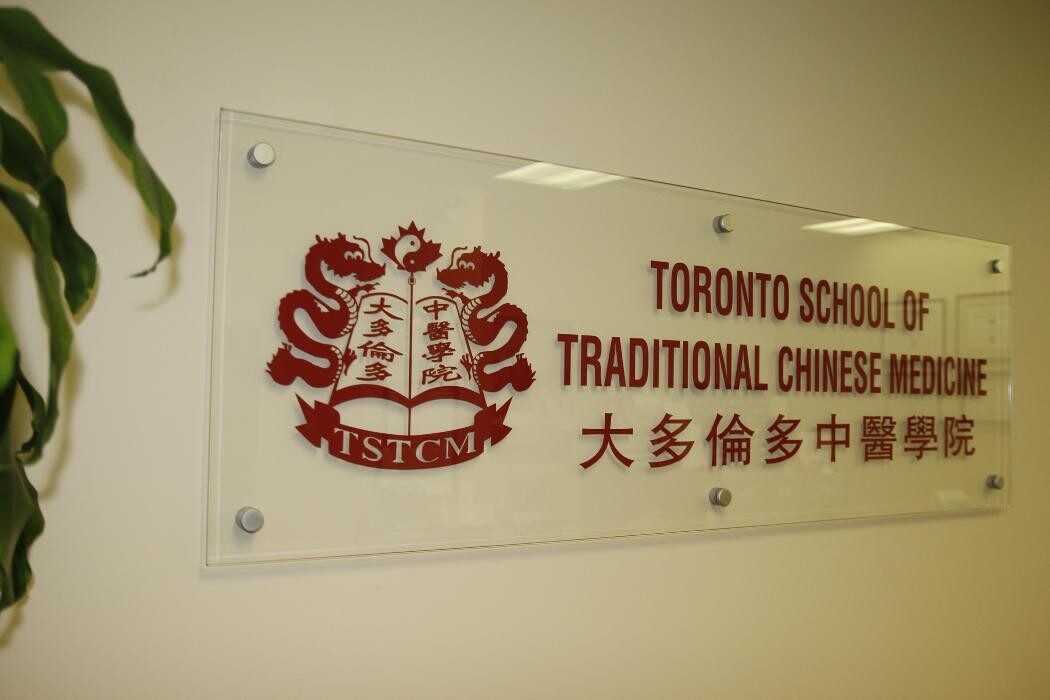 大多倫多
中醫學院
TSTCM
TORONTO SCHOOL OF
TRADITIONAL CHINESE MEDICINE
大多倫多中醫學院